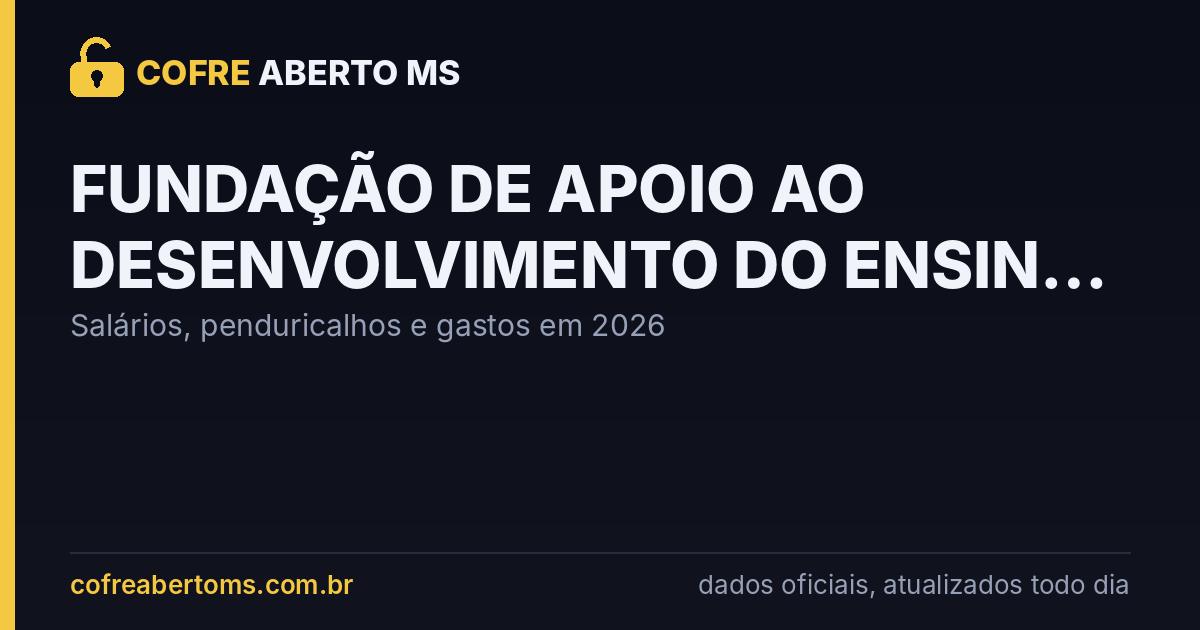 COFRE ABERTO MS
FUNDAÇÃO DE APOIO AO
DESENVOLVIMENTO DO ENSIN...
Salários, penduricalhos e gastos em 2026
cofreabertoms.com.br
dados oficiais, atualizados todo dia